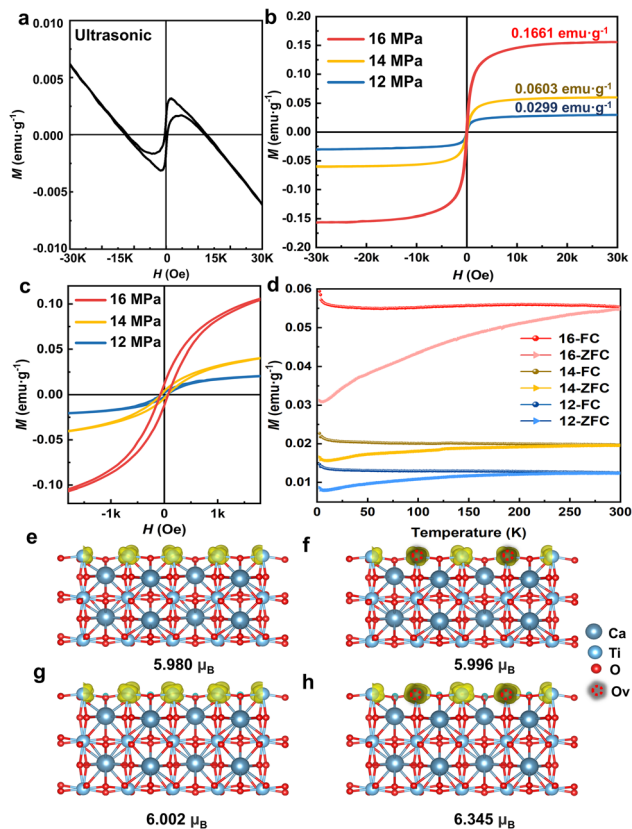 a
Ultrasonic
0.010
0.005
0.000
-0.005
-0.010
M (emu·g⁻¹)
-30K -15K 0 15K 30K
H (Oe)
b
16 MPa
14 MPa
12 MPa
0.1661 emu·g⁻¹
0.0603 emu·g⁻¹
0.0299 emu·g⁻¹
0.20
0.15
0.10
0.05
0.00
-0.05
-0.10
-0.15
-0.20
M (emu·g⁻¹)
-30k -20k -10k 0 10k 20k 30k
H (Oe)
c
16 MPa
14 MPa
12 MPa
0.10
0.05
0.00
-0.05
-0.10
M (emu·g⁻¹)
-1k 0 1k
H (Oe)
d
0.06
0.05
0.04
0.03
0.02
0.01
M (emu·g⁻¹)
16-FC
16-ZFC
14-FC
14-ZFC
12-FC
12-ZFC
0 50 100 150 200 250 300
Temperature (K)
e
5.980 μB
f
5.996 μB
g
6.002 μB
h
6.345 μB
Ca
Ti
O
Ov